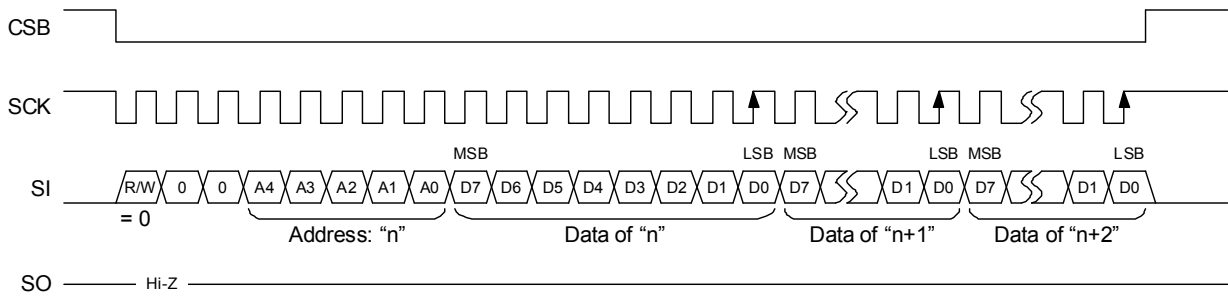 CSB
SCK
MSB LSB MSB LSB MSB LSB
SI R/W 0 0 A4 A3 A2 A1 A0 D7 D6 D5 D4 D3 D2 D1 D0 D7 D1 D0 D7 D1 D0
= 0
Address: “n” Data of “n” Data of “n+1” Data of “n+2”
SO Hi-Z